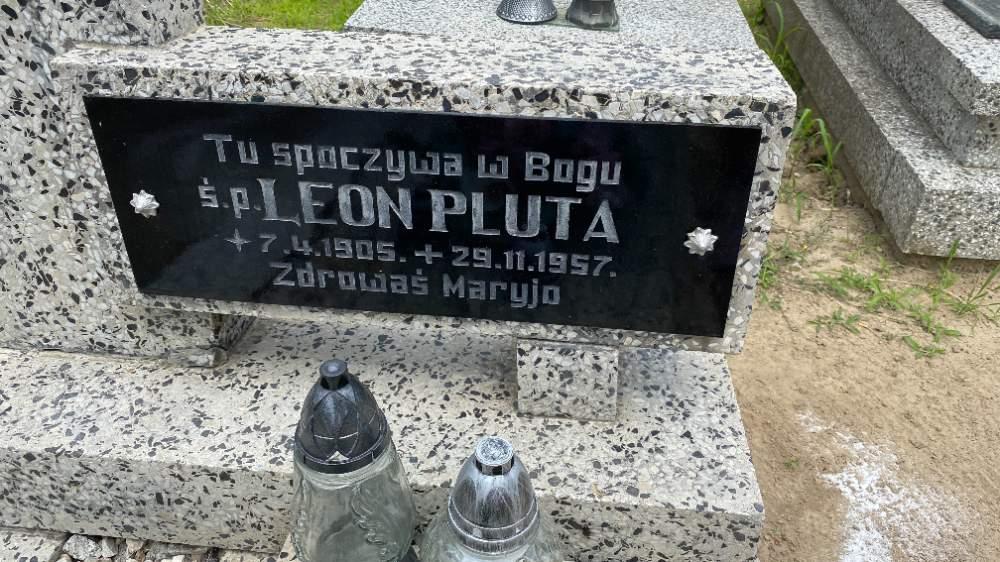 Tu spoczywa w Bogu
ś.p. LEON PLUTA
7.4.1905. + 29.11.1957.
Zdrowaś Maryjo